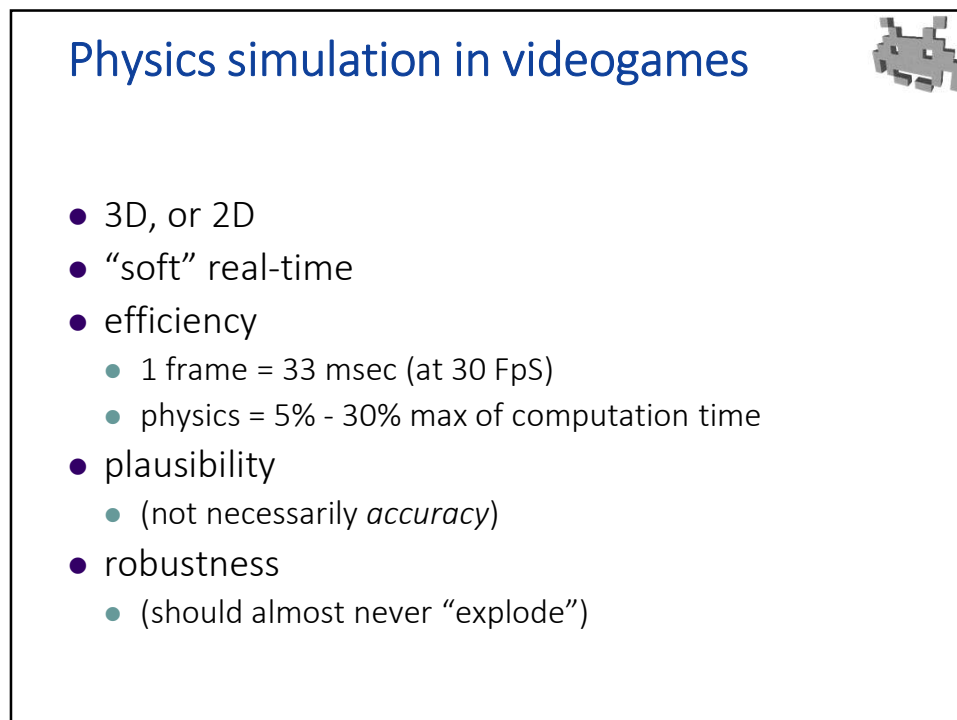 Physics simulation in videogames
● 3D, or 2D
● “soft” real-time
● efficiency
● 1 frame = 33 msec (at 30 FpS)
● physics = 5% - 30% max of computation time
● plausibility
● (not necessarily accuracy)
● robustness
● (should almost never “explode”)